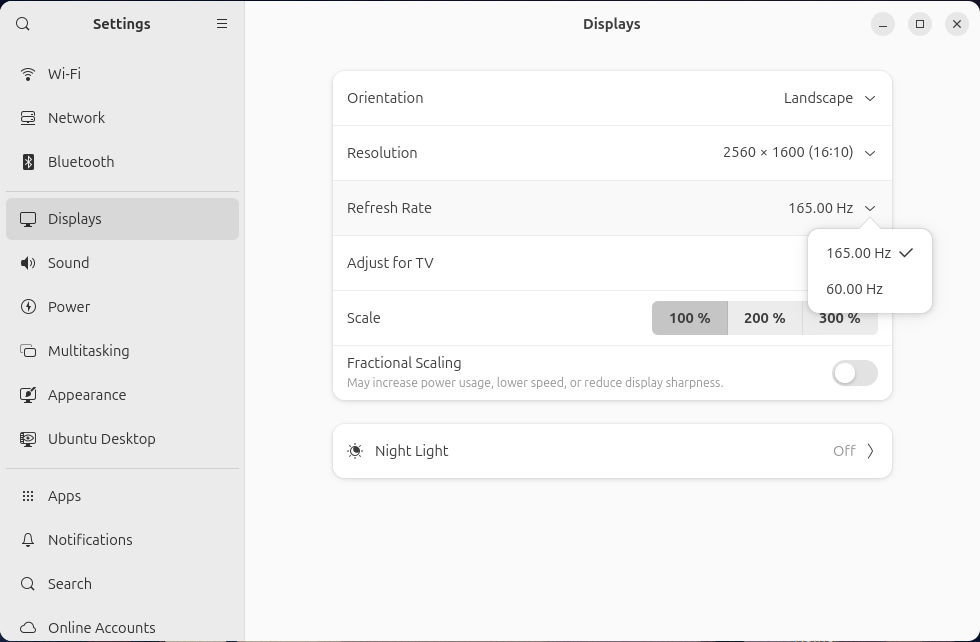 Settings
Displays
Wi-Fi
Network
Bluetooth
Displays
Sound
Power
Multitasking
Appearance
Ubuntu Desktop
Apps
Notifications
Search
Online Accounts
Orientation
Landscape
Resolution
2560 × 1600 (16∶10)
Refresh Rate
165.00 Hz
165.00 Hz
60.00 Hz
Adjust for TV
Scale
100 %
200 %
300 %
Fractional Scaling
May increase power usage, lower speed, or reduce display sharpness.
Night Light
Off